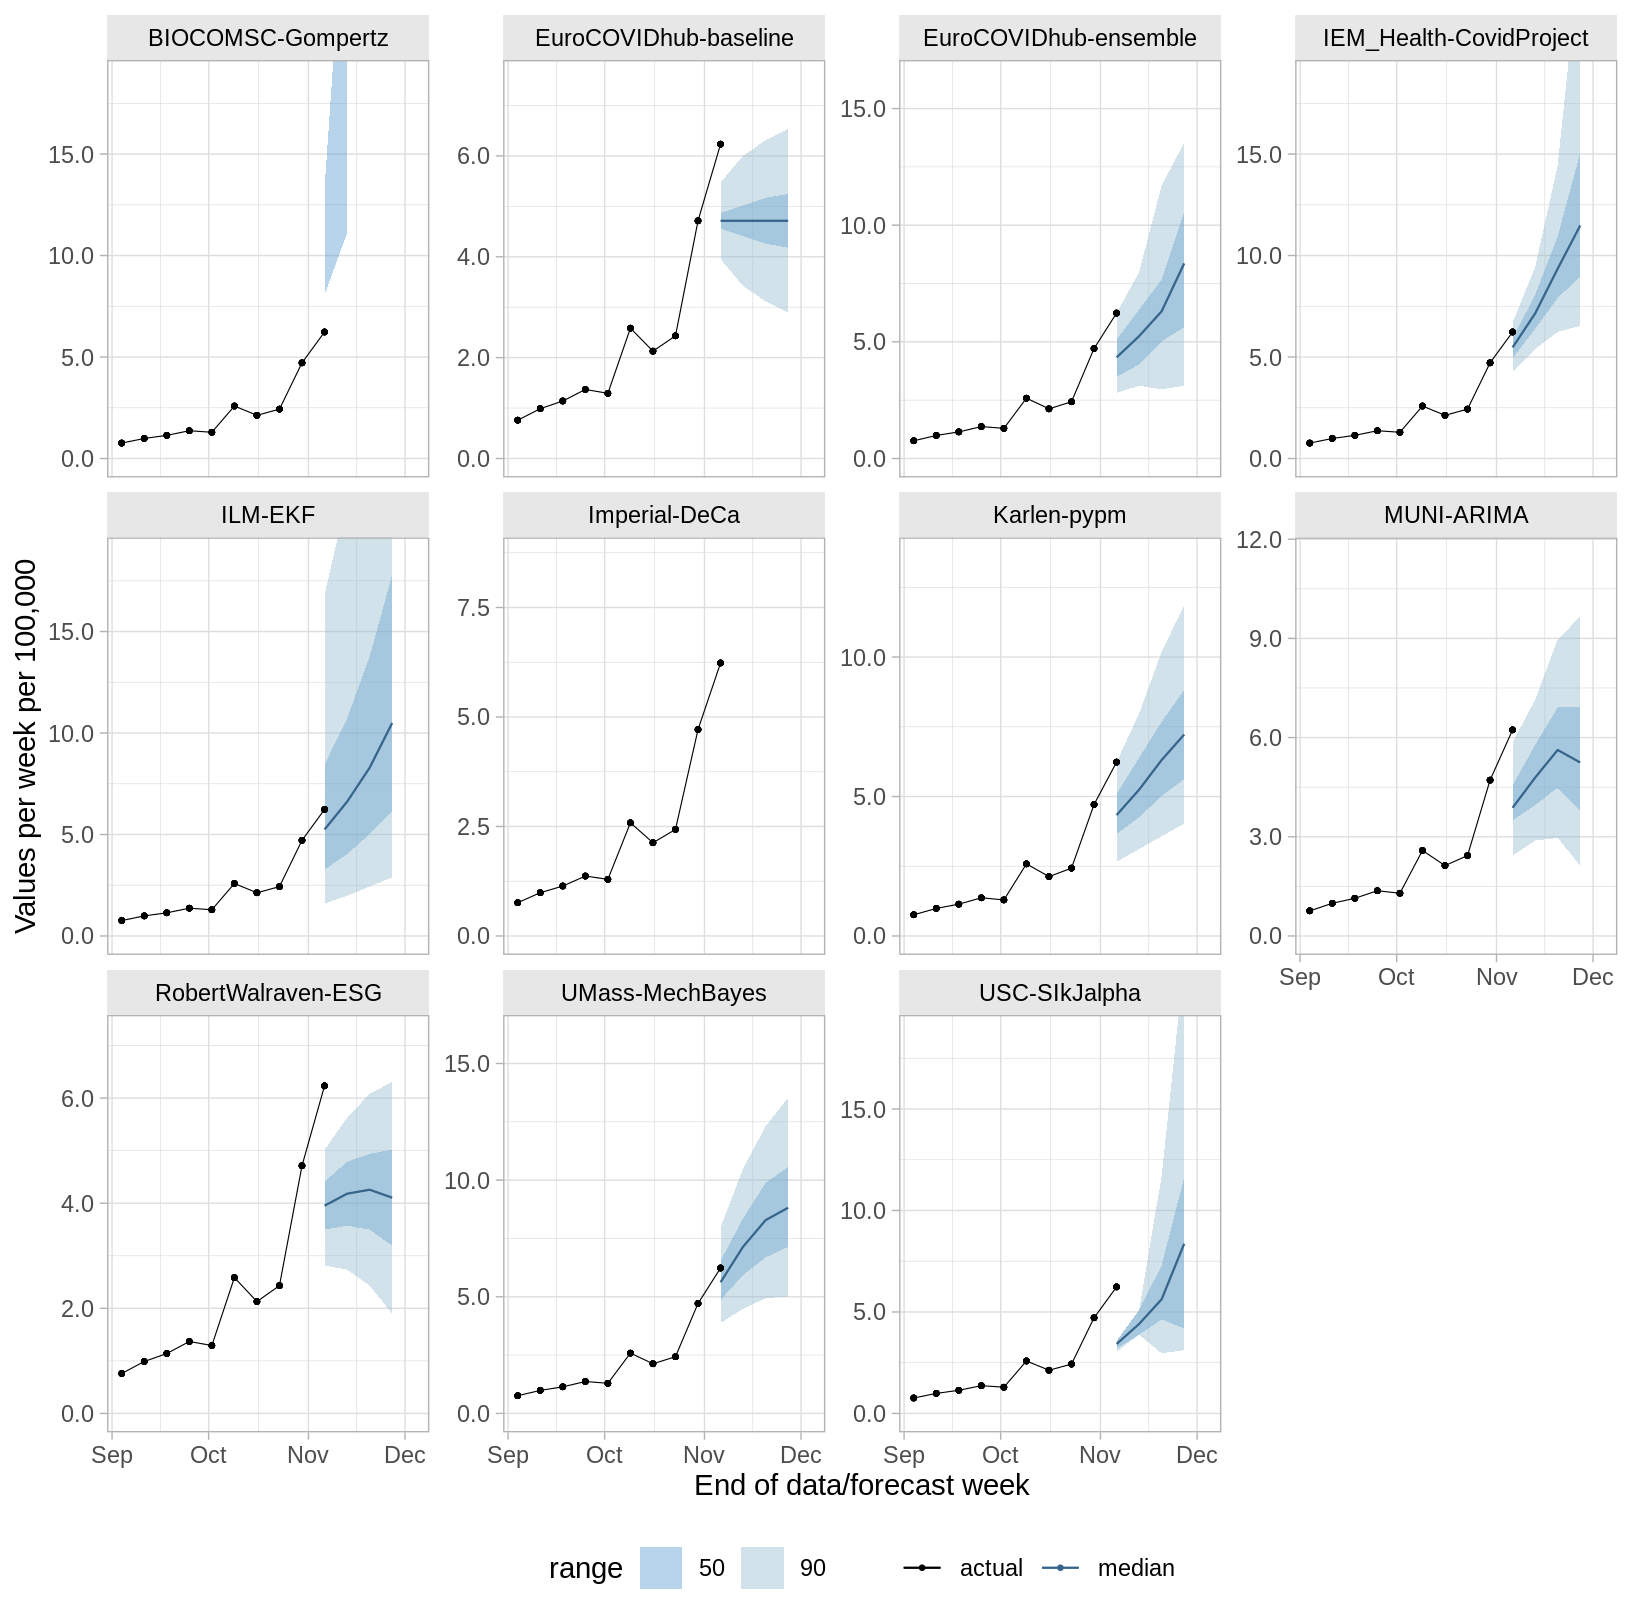 BIOCOMSC-Gompertz EuroCOVIDhub-baseline EuroCOVIDhub-ensemble IEM_Health-CovidProject
15.0 10.0 5.0 0.0
6.0 4.0 2.0 0.0
15.0 10.0 5.0 0.0
15.0 10.0 5.0 0.0
ILM-EKF Imperial-DeCa Karlen-pypm MUNI-ARIMA
15.0 10.0 5.0 0.0
7.5 5.0 2.5 0.0
10.0 5.0 0.0
12.0 9.0 6.0 3.0 0.0
Sep Oct Nov Dec
Values per week per 100,000
RobertWalraven-ESG UMass-MechBayes USC-SIkJalpha
6.0 4.0 2.0 0.0
15.0 10.0 5.0 0.0
15.0 10.0 5.0 0.0
Sep Oct Nov Dec Sep Oct Nov Dec Sep Oct Nov Dec
End of data/forecast week
range 50 90 actual median